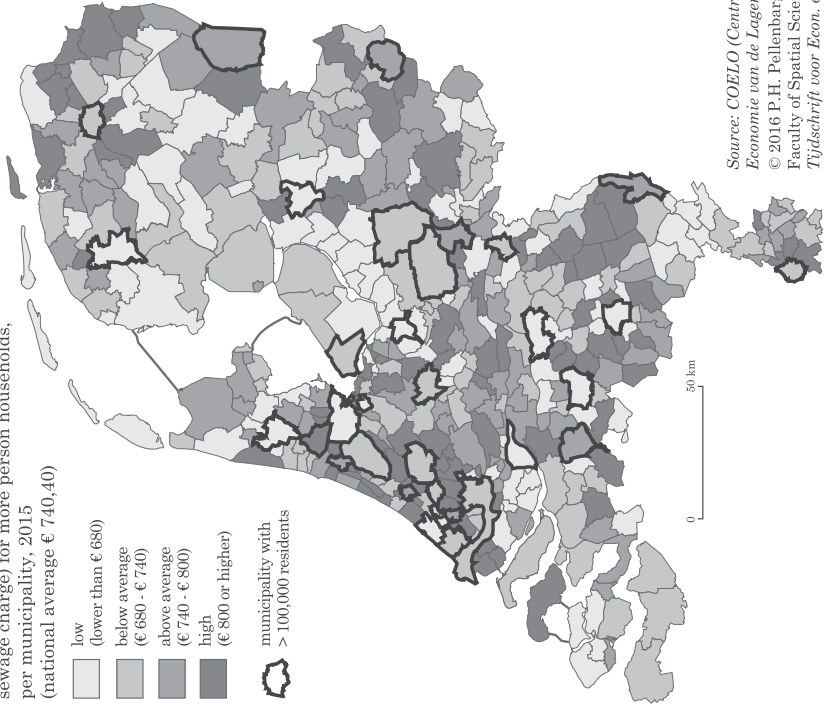 sewage charge) for more person households,
per municipality, 2015
(national average € 740,40)
low
(lower than € 680)
below average
(€ 680 - € 740)
above average
(€ 740 - € 800)
high
(€ 800 or higher)
municipality with
> 100,000 residents
0
50 km
Source: COELO (Centr
Economie van de Lager
© 2016 P.H. Pellenbarg
Faculty of Spatial Scie
Tijdschrift voor Econ. e